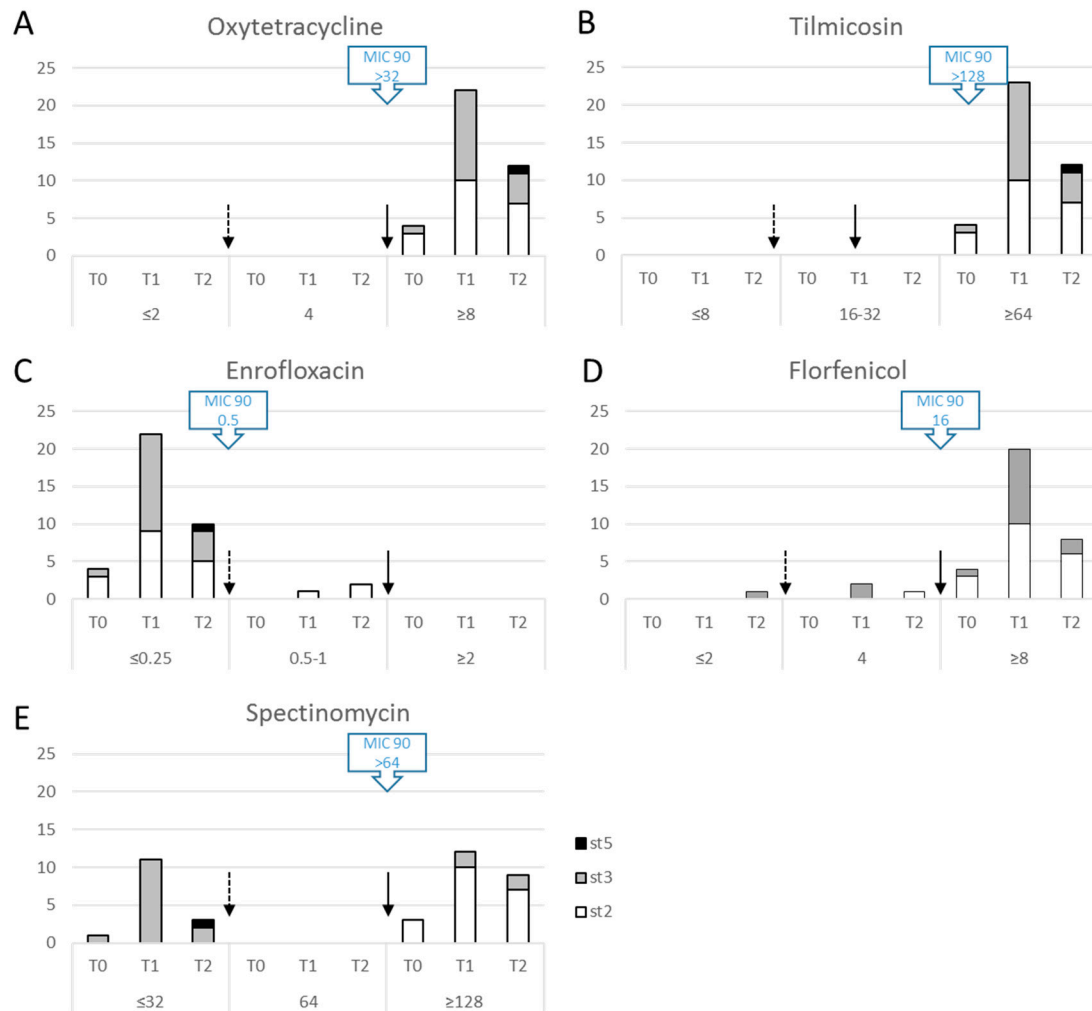 A
Oxytetracycline
MIC 90
>32
25
20
15
10
5
0
T0 T1 T2 T0 T1 T2 T0 T1 T2
≤2 4 ≥8
B
Tilmicosin
MIC 90
>128
25
20
15
10
5
0
T0 T1 T2 T0 T1 T2 T0 T1 T2
≤8 16-32 ≥64
C
Enrofloxacin
MIC 90
0.5
25
20
15
10
5
0
T0 T1 T2 T0 T1 T2 T0 T1 T2
≤0.25 0.5-1 ≥2
D
Florfenicol
MIC 90
16
25
20
15
10
5
0
T0 T1 T2 T0 T1 T2 T0 T1 T2
≤2 4 ≥8
E
Spectinomycin
MIC 90
>64
25
20
15
10
5
0
T0 T1 T2 T0 T1 T2 T0 T1 T2
≤32 64 ≥128
st5
st3
st2